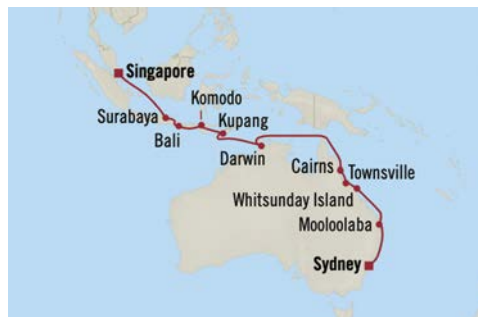 Singapore
Komodo
Surabaya
Kupang
Bali
Darwin
Cairns
Townsville
Whitsunday Island
Mooloolaba
Sydney